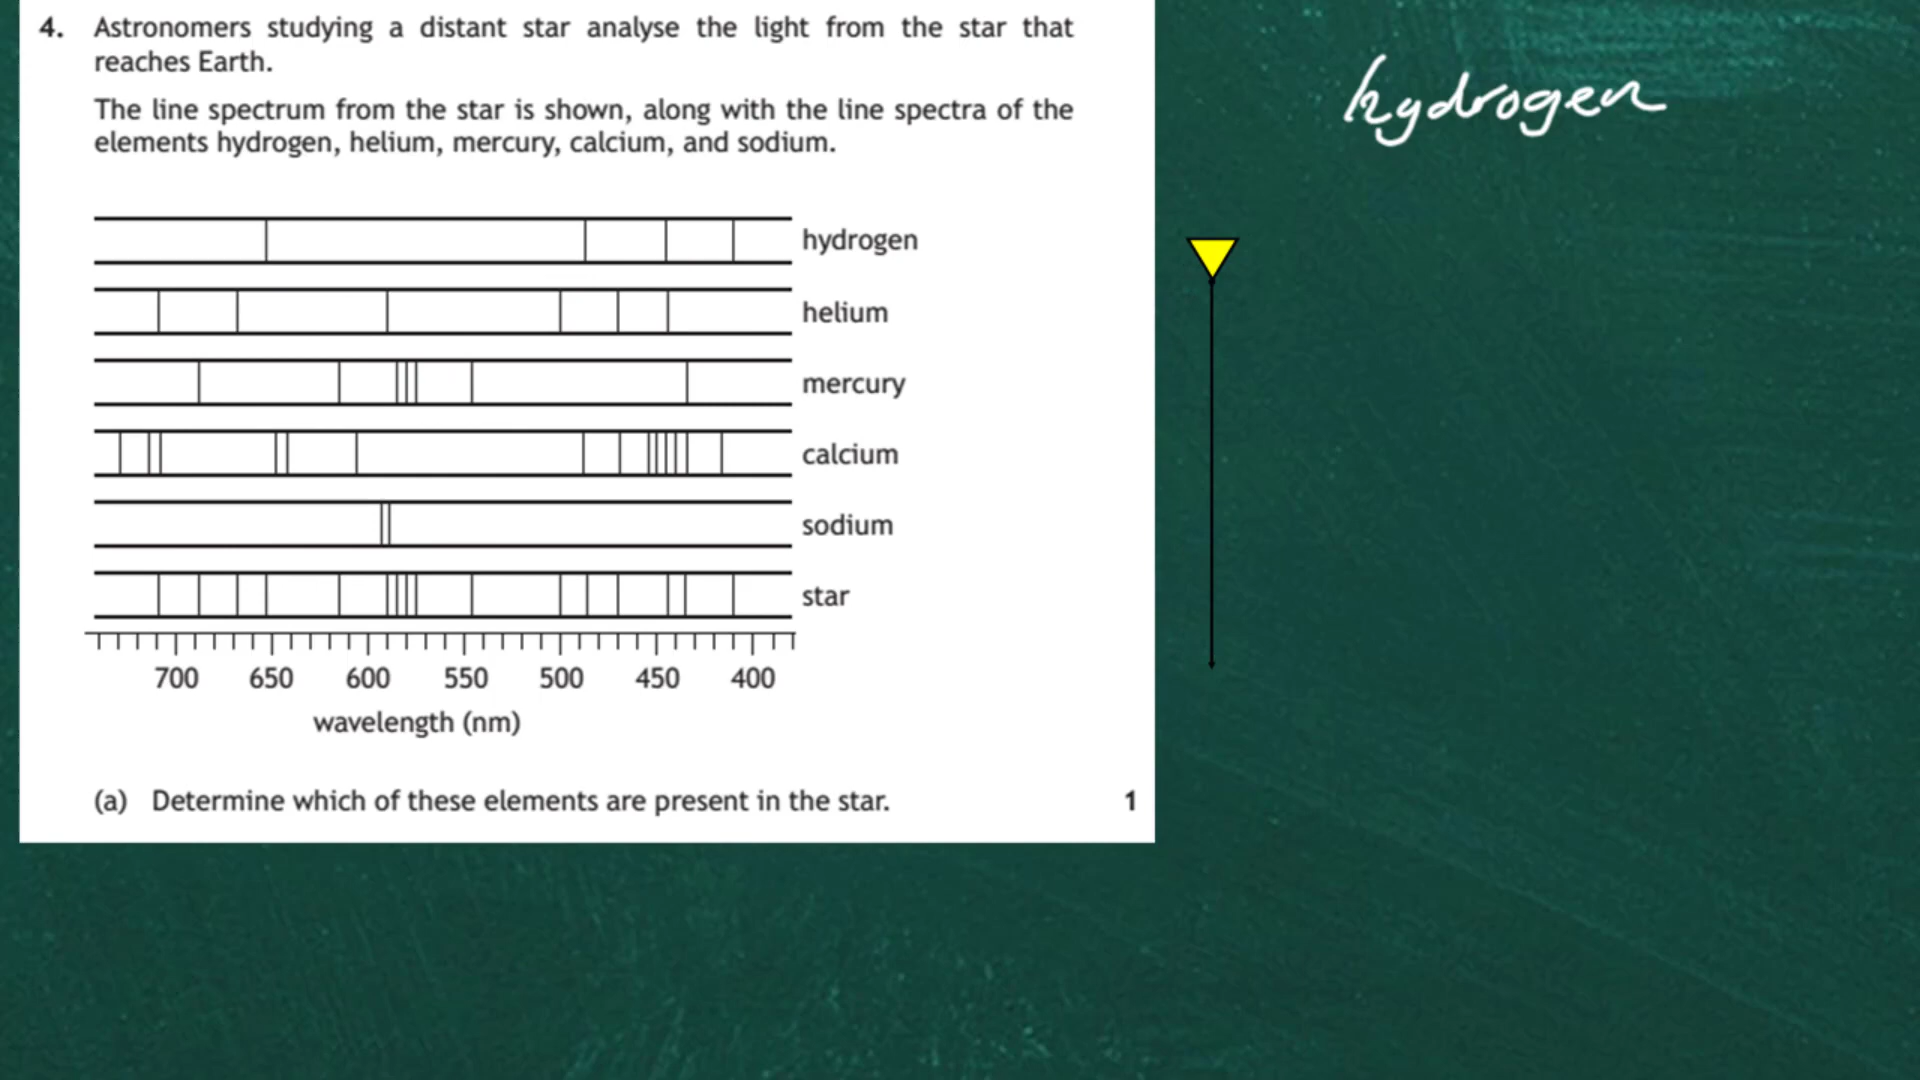 4. Astronomers studying a distant star analyse the light from the star that
reaches Earth.
The line spectrum from the star is shown, along with the line spectra of the
elements hydrogen, helium, mercury, calcium, and sodium.
hydrogen
helium
mercury
calcium
sodium
star
700 650 600 550 500 450 400
wavelength (nm)
(a) Determine which of these elements are present in the star. 1
hydrogen